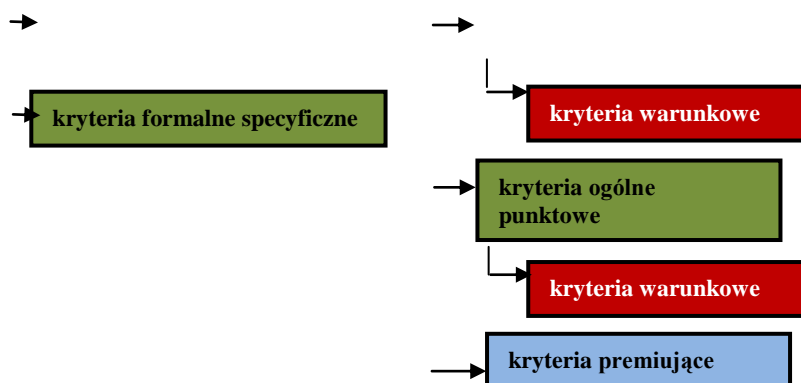 kryteria formalne specyficzne
kryteria warunkowe
kryteria ogólne
punktowe
kryteria warunkowe
kryteria premiujące